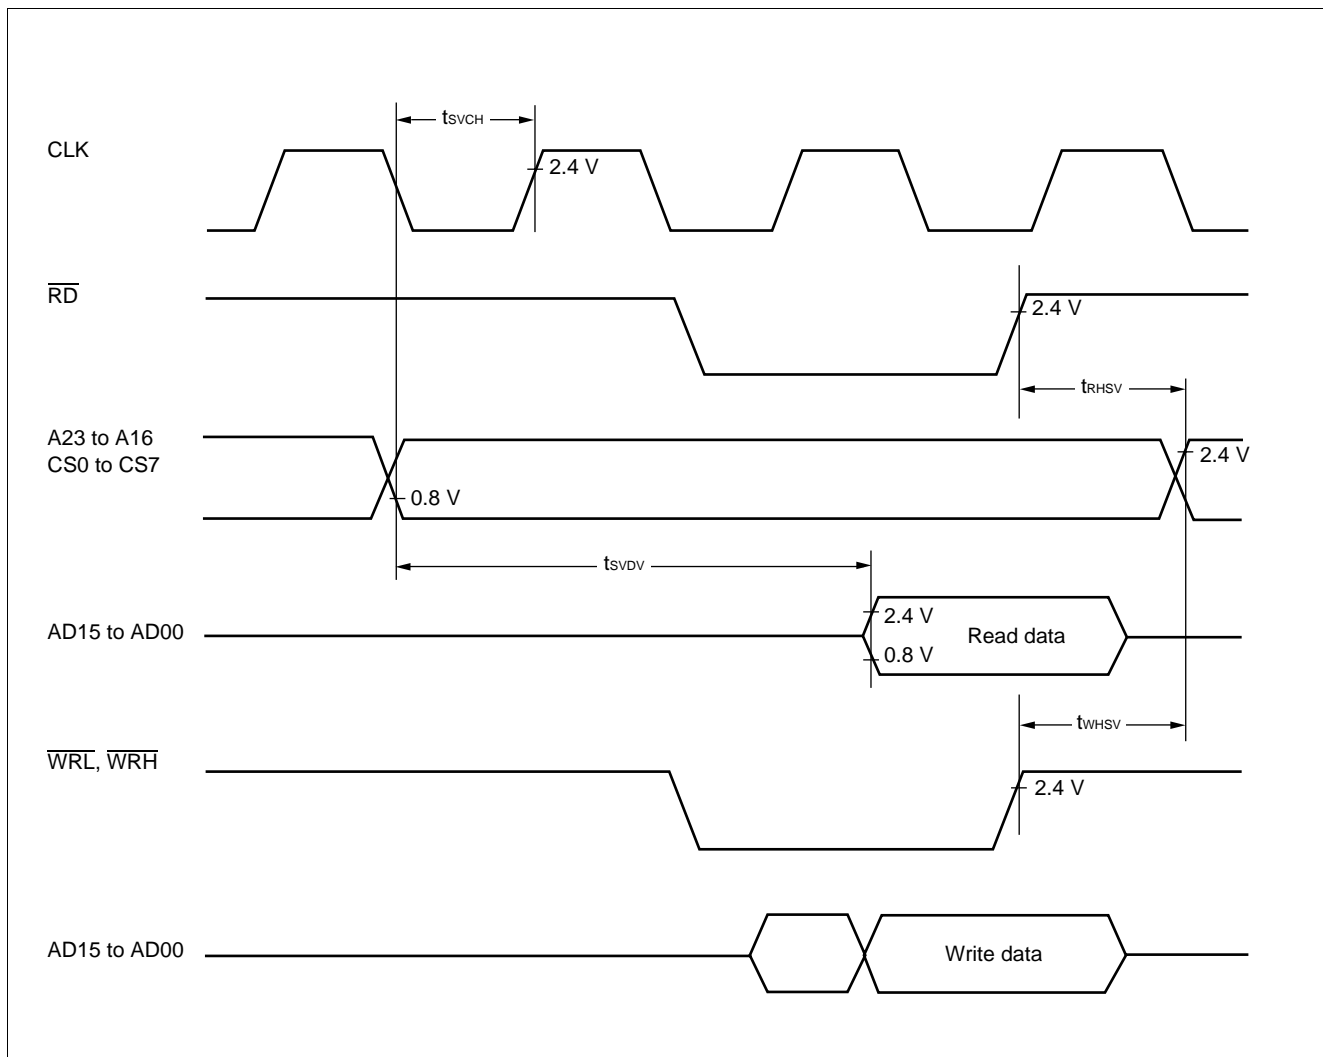 tSVCH
CLK
2.4 V
RD
2.4 V
tRHSV
A23 to A16
CS0 to CS7
2.4 V
0.8 V
tSVDV
AD15 to AD00
2.4 V
Read data
0.8 V
tWHSV
WRL, WRH
2.4 V
AD15 to AD00
Write data